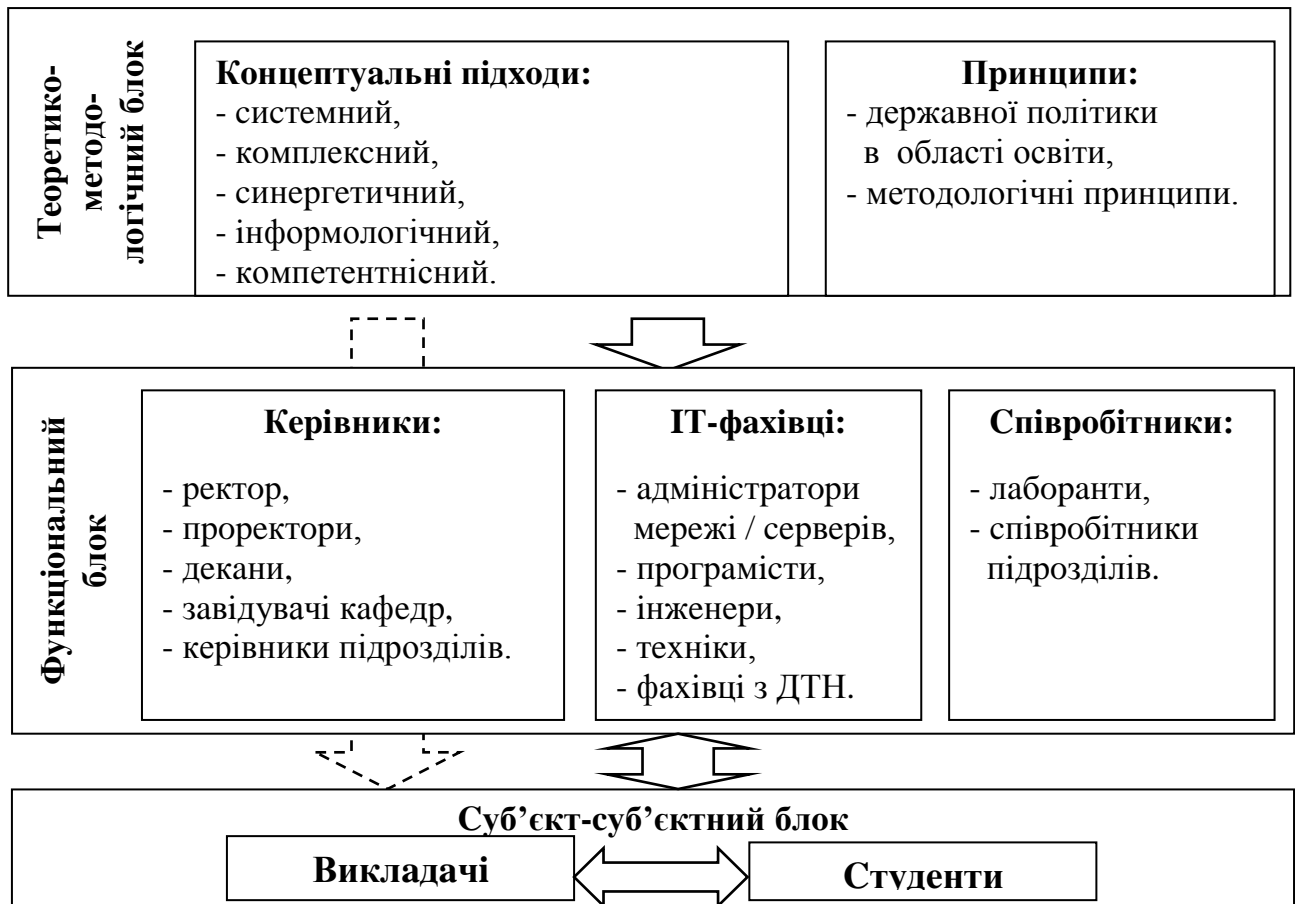 Теоретико-
методо-
логічний блок
Концептуальні підходи:
- системний,
- комплексний,
- синергетичний,
- інформологічний,
- компетентнісний.
Принципи:
- державної політики
в області освіти,
- методологічні принципи.
Функціональний
блок
Керівники:
- ректор,
- проректори,
- декани,
- завідувачі кафедр,
- керівники підрозділів.
ІТ-фахівці:
- адміністратори
мережі / серверів,
- програмісти,
- інженери,
- техніки,
- фахівці з ДТН.
Співробітники:
- лаборанти,
- співробітники
підрозділів.
Суб’єкт-суб’єктний блок
Викладачі
Студенти